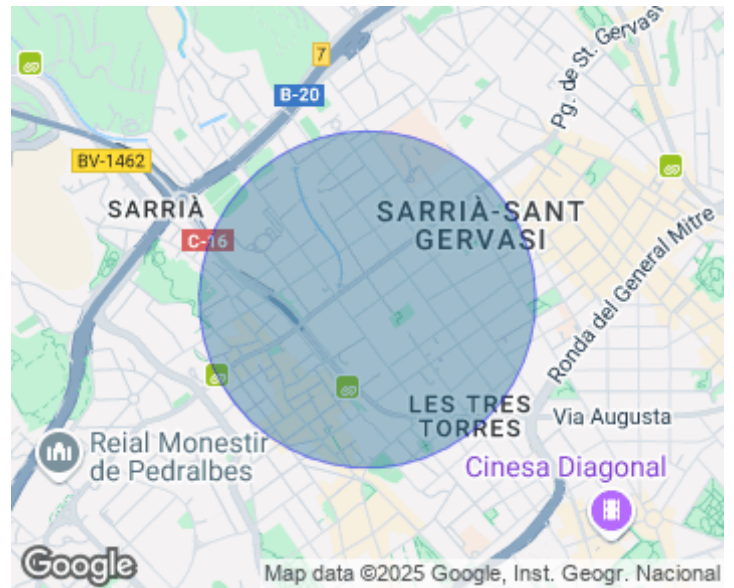 Pg. de St. Gervasi
7
B-20
BV-1462
SARRIÀ
SARRIÀ-SANT
GERVASI
C-16
Ronda del General Mitre
LES TRES
TORRES
Via Augusta
Reial Monestir
de Pedralbes
Cinesa Diagonal
Google
Map data ©2025 Google, Inst. Geogr. Nacional